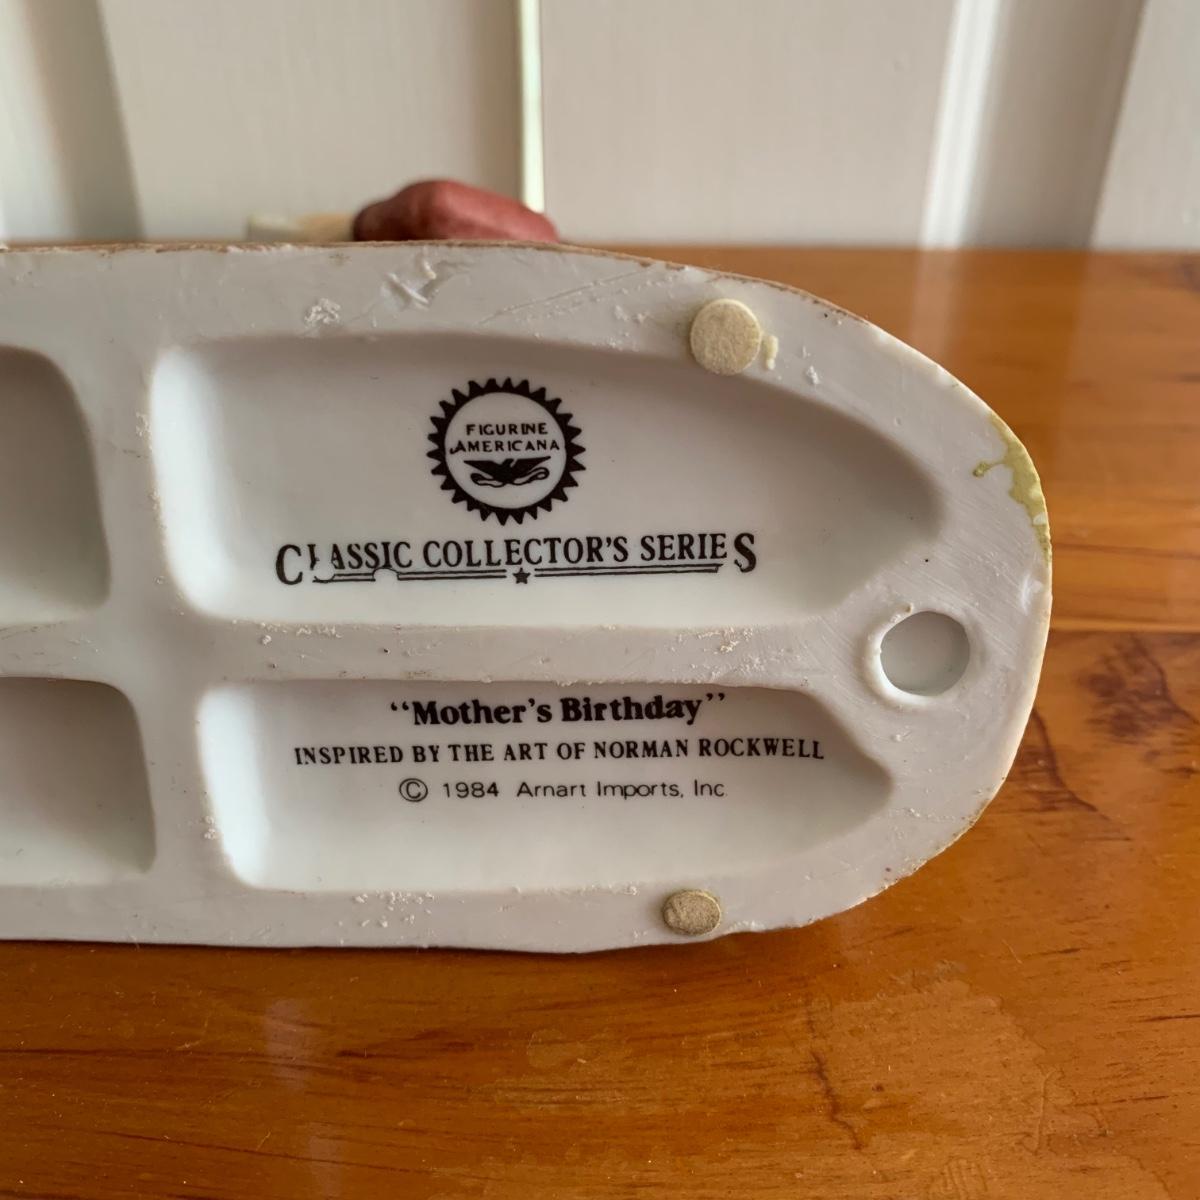 FIGURINE
AMERICANA
CLASSIC COLLECTOR'S SERIES
“Mother's Birthday”
INSPIRED BY THE ART OF NORMAN ROCKWELL
© 1984 Arnart Imports, Inc.